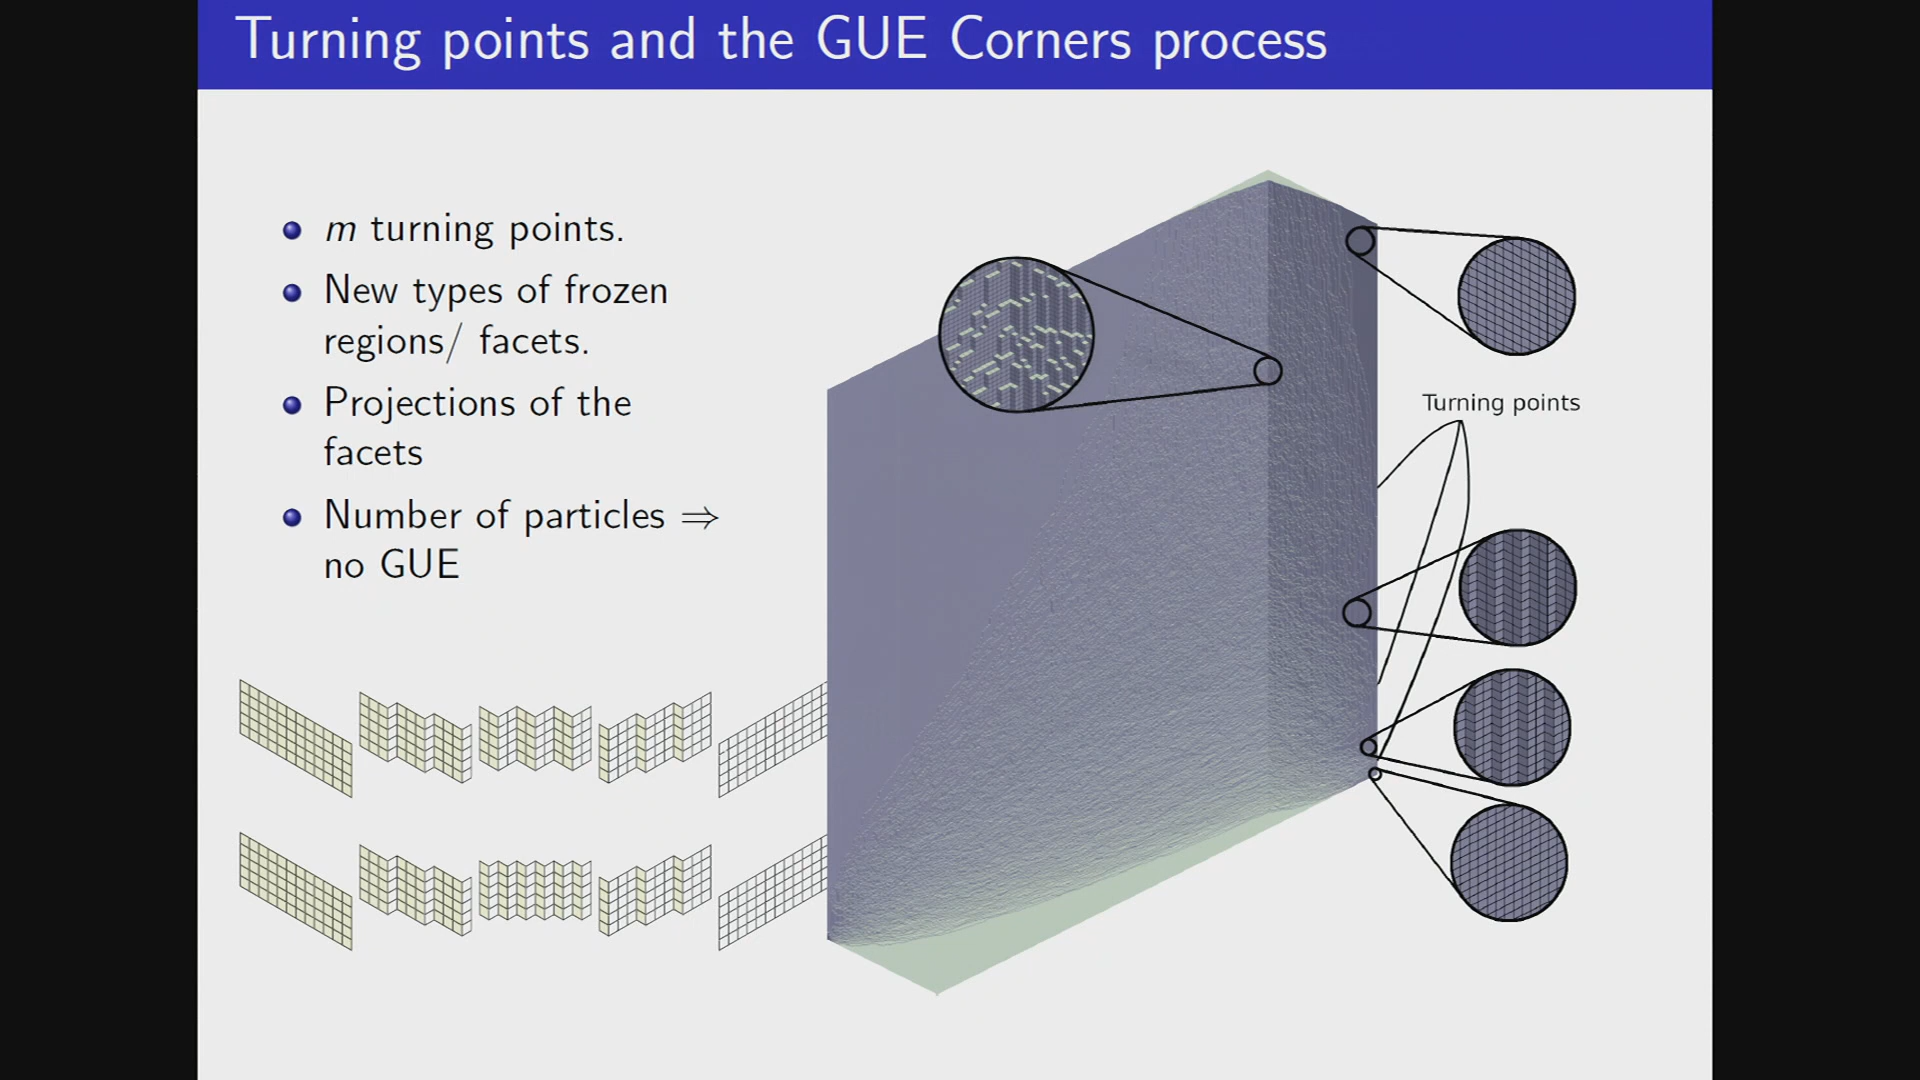 Turning points and the GUE Corners process
m turning points.
New types of frozen
regions/ facets.
Projections of the
facets
Number of particles ⇒
no GUE
Turning points